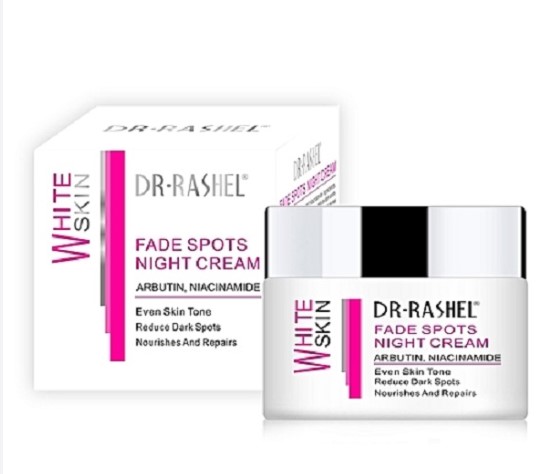 DR·RASHEL
WHITE
SKIN
DR·RASHEL®
FADE SPOTS
NIGHT CREAM
ARBUTIN, NIACINAMIDE
Even Skin Tone
Reduce Dark Spots
Nourishes And Repairs
DR·RASHEL
FADE SPOTS NIGHT CREAM
WHITE
SKIN
DR·RASHEL®
FADE SPOTS
NIGHT CREAM
ARBUTIN, NIACINAMIDE
Even Skin Tone
Reduce Dark Spots
Nourishes And Repairs